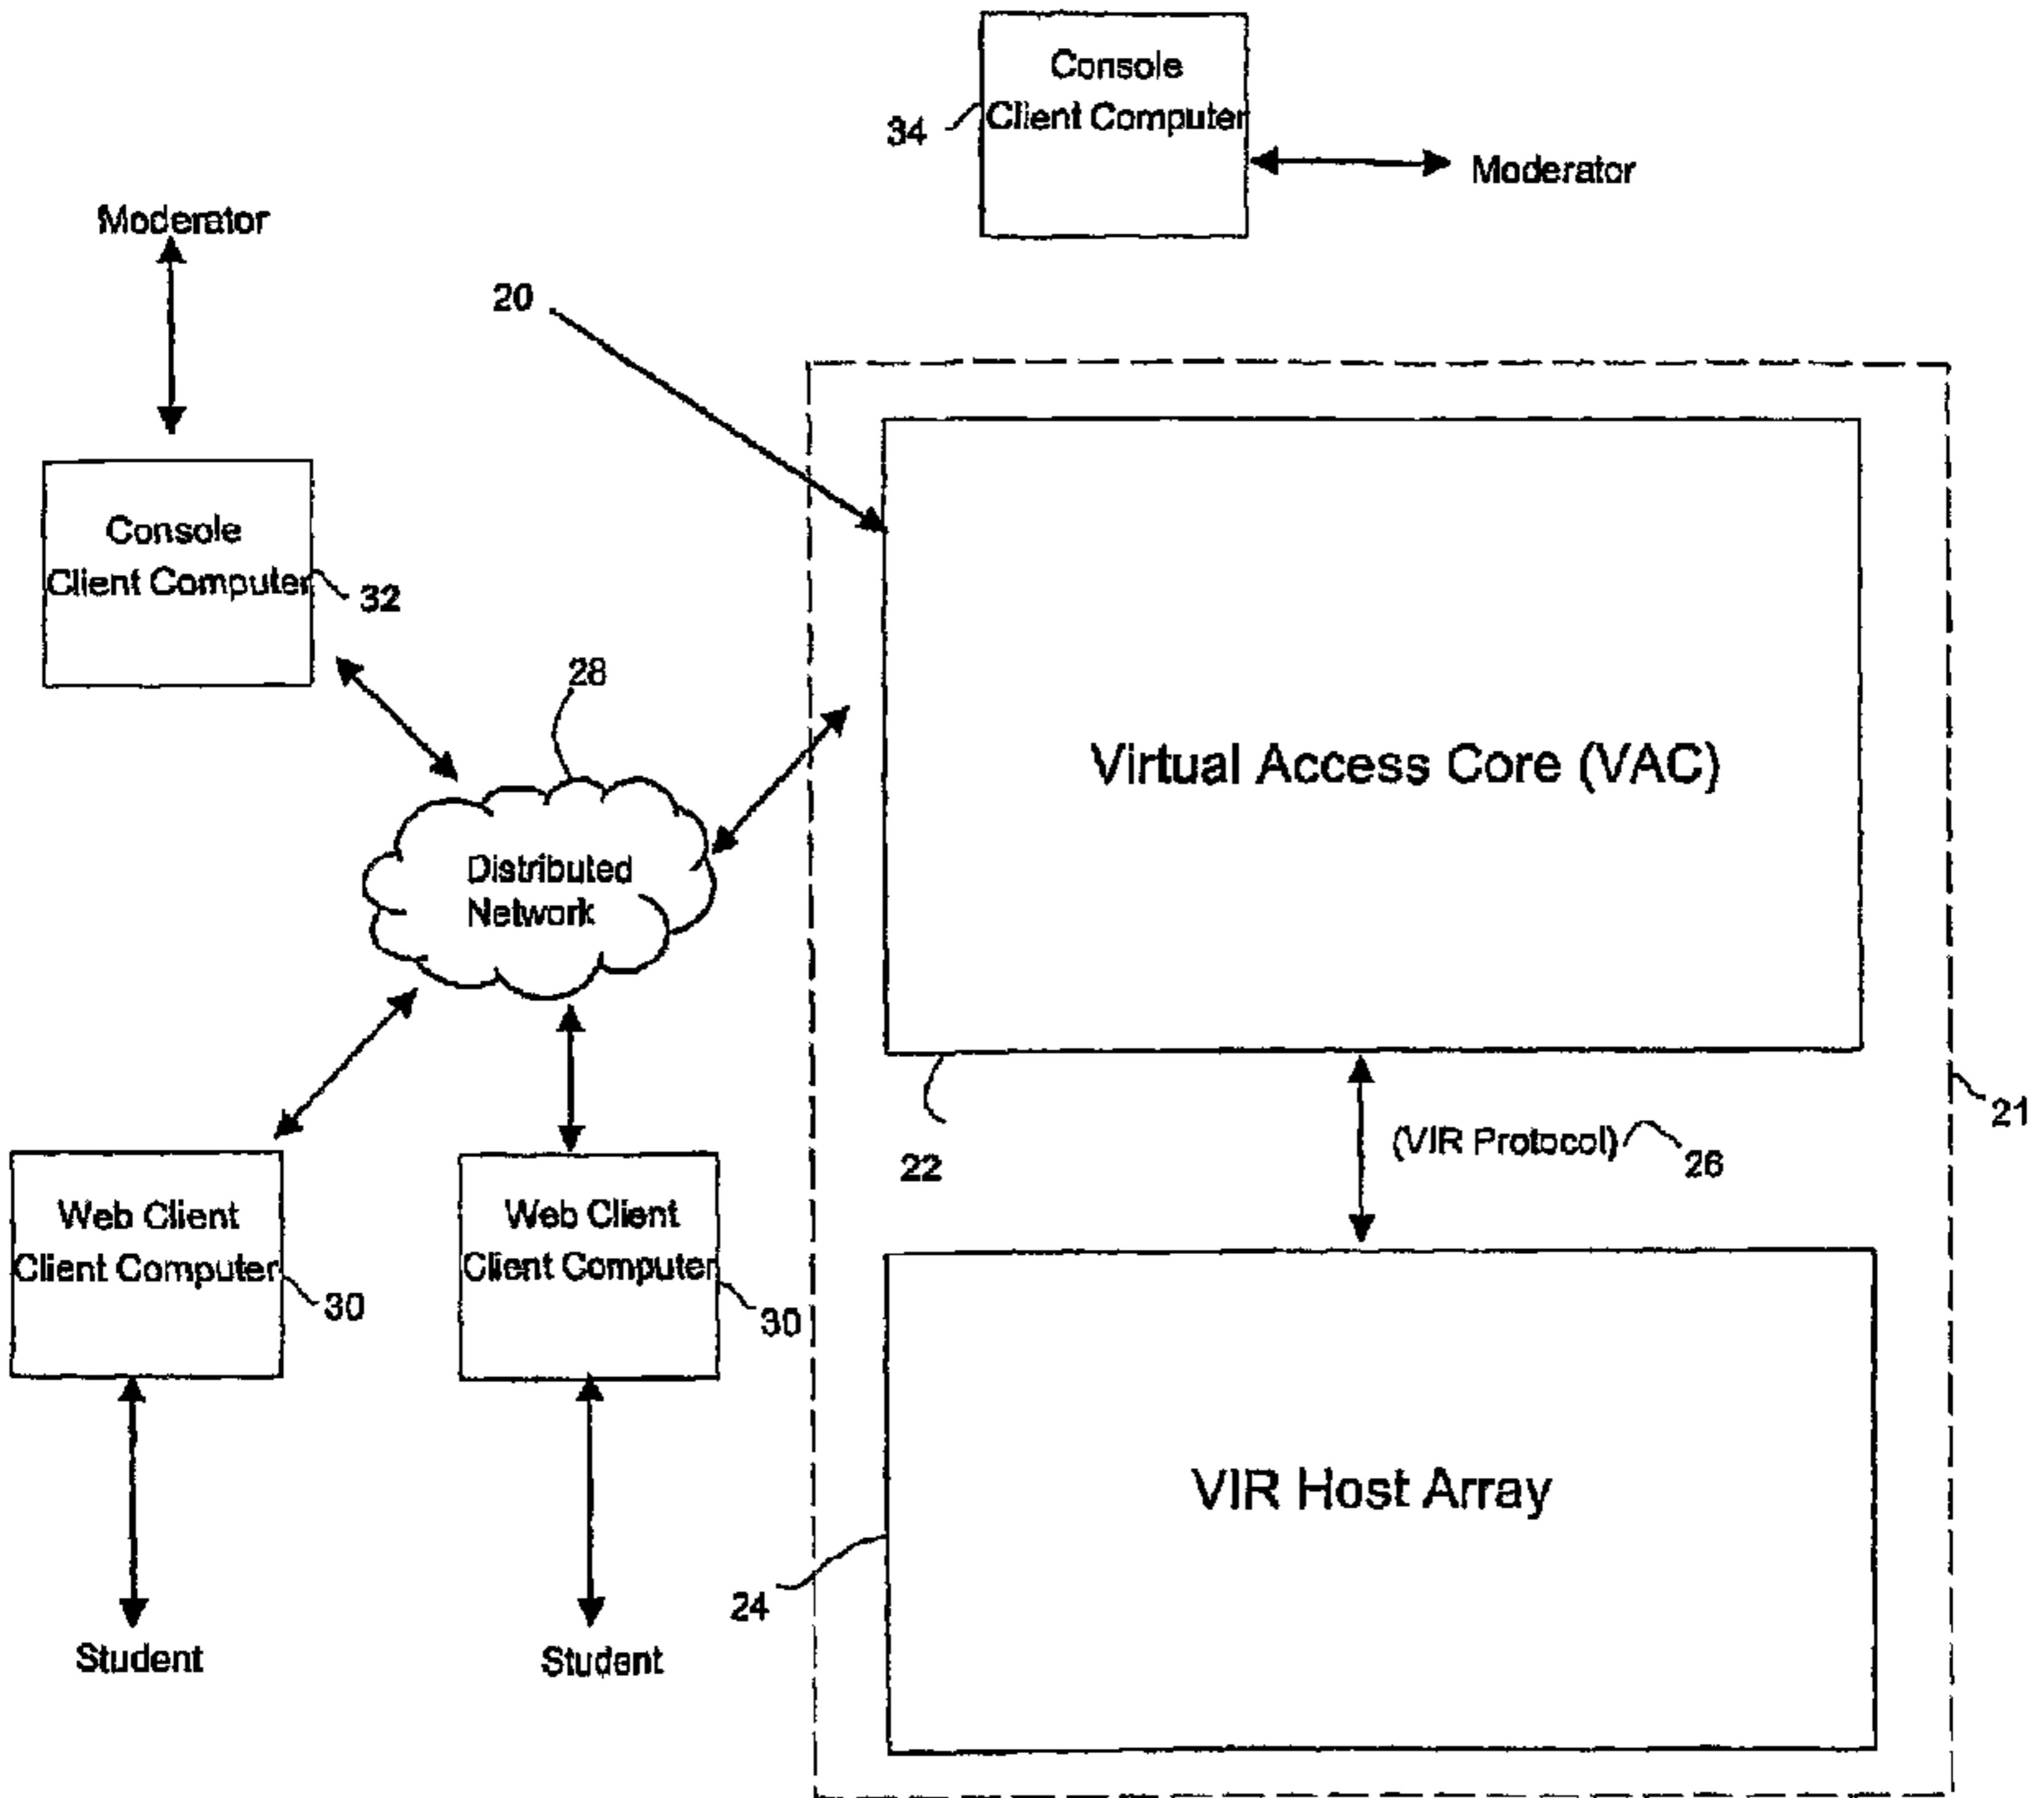 Console
Client Computer
34
Moderator
Moderator
20
Console
Client Computer
32
28
Virtual Access Core (VAC)
Distributed
Network
21
22
(VIR Protocol)
26
Web Client
Client Computer
30
Web Client
Client Computer
30
VIR Host Array
24
Student
Student